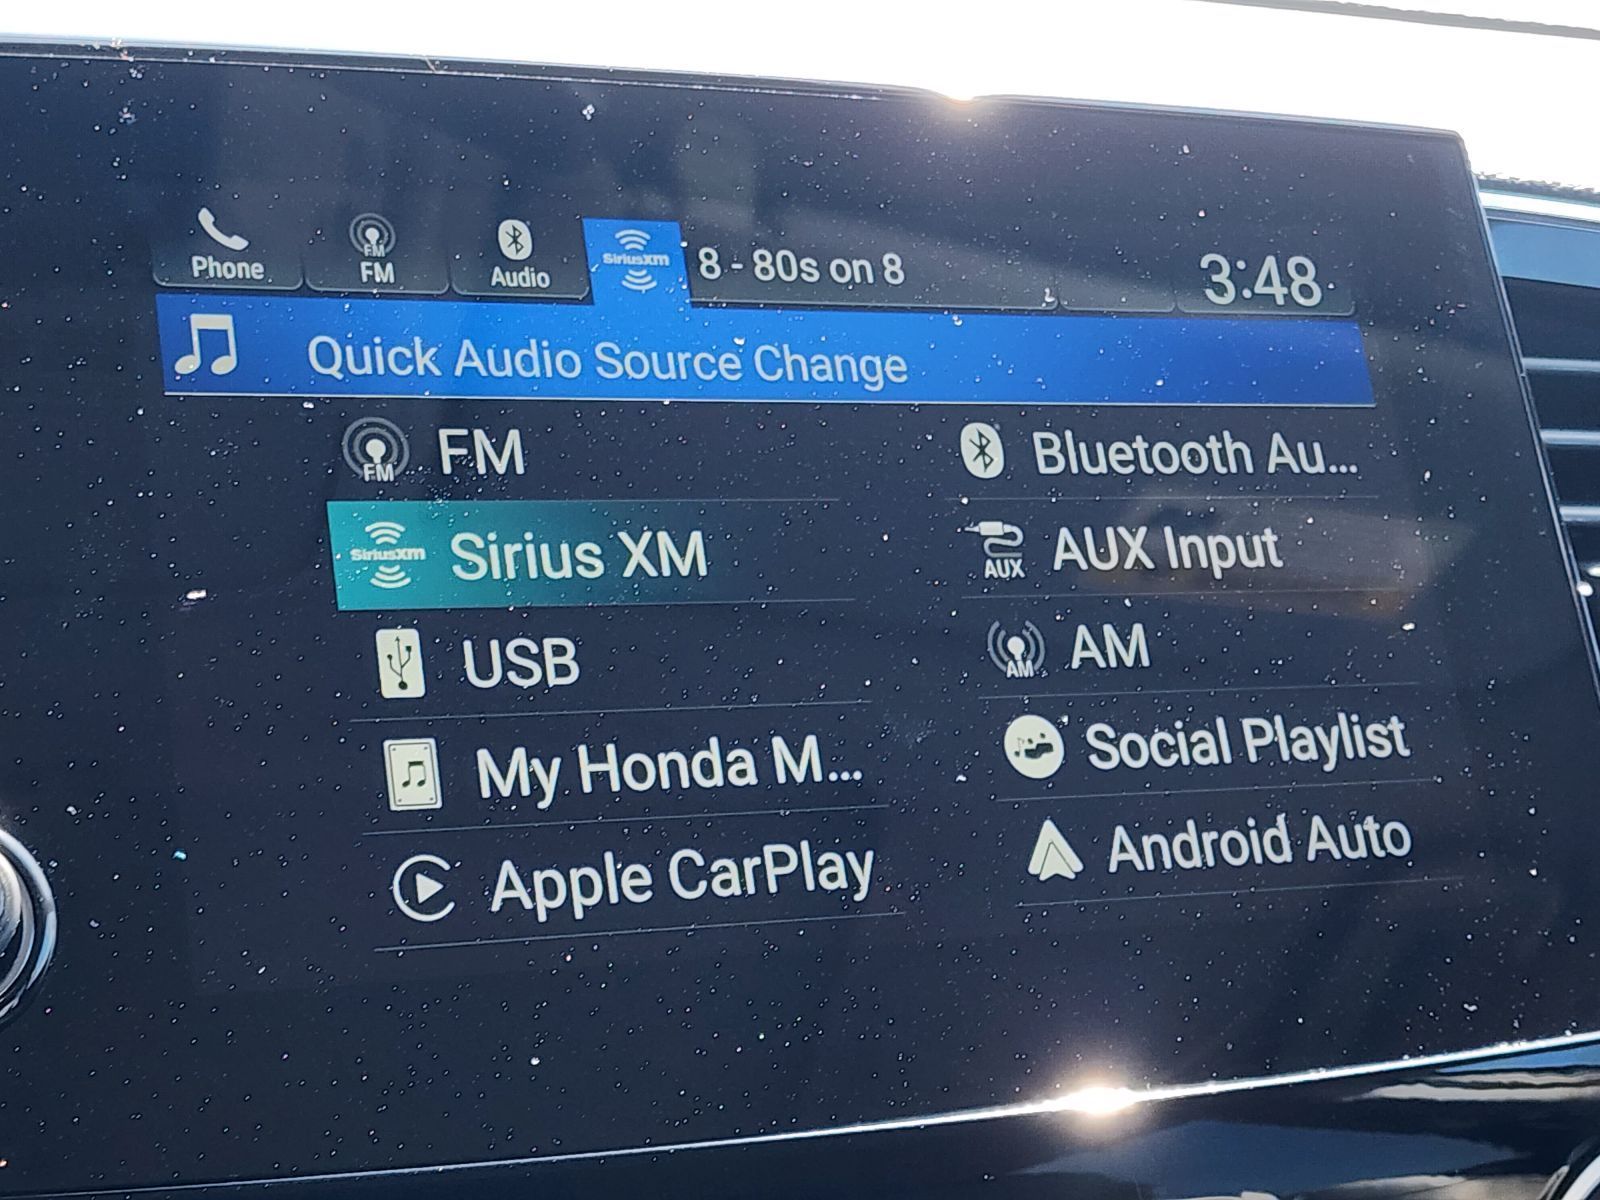 Phone
FM
FM
Audio
SiriusXM
8 - 80s on 8
3:48
Quick Audio Source Change
FM
FM
Bluetooth Au...
SiriusXM
Sirius XM
AUX
AUX Input
USB
AM
AM
My Honda M...
Social Playlist
Apple CarPlay
Android Auto